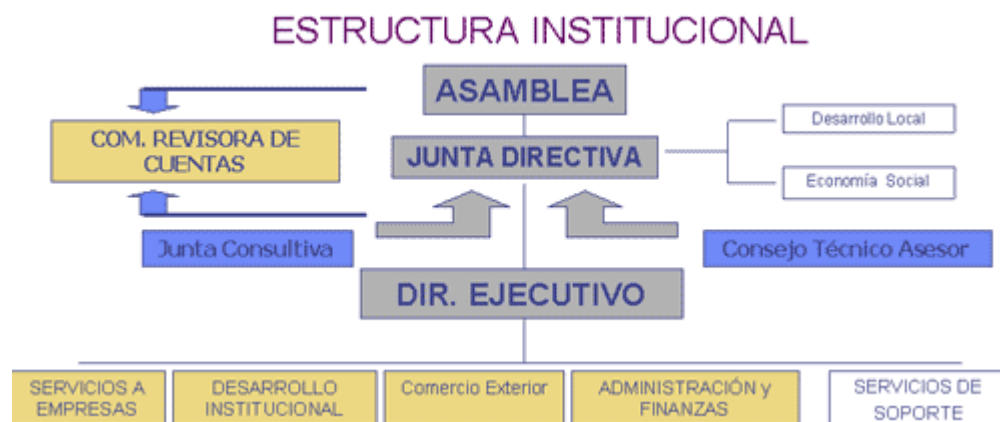 ESTRUCTURA INSTITUCIONAL
ASAMBLEA
COM. REVISORA DE
CUENTAS
JUNTA DIRECTIVA
Desarrollo Local
Economía Social
Junta Consultiva
Consejo Técnico Asesor
DIR. EJECUTIVO
SERVICIOS A
EMPRESAS
DESARROLLO
INSTITUCIONAL
Comercio Exterior
ADMINISTRACIÓN y
FINANZAS
SERVICIOS DE
SOPORTE